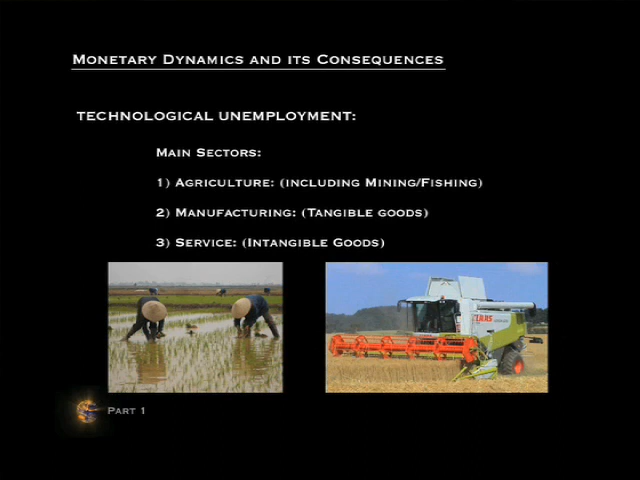 Monetary Dynamics and its Consequences
TECHNOLOGICAL UNEMPLOYMENT:
Main Sectors:
1) Agriculture: (including Mining/Fishing)
2) Manufacturing: (Tangible goods)
3) Service: (Intangible Goods)
CLAAS
Part 1